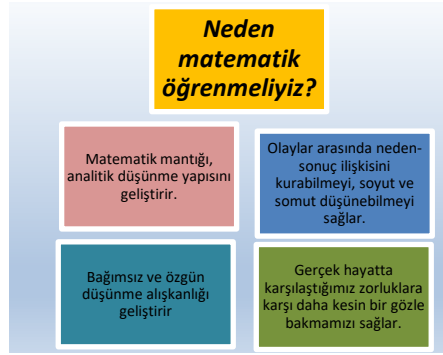 Neden
matematik
öğrenmeliyiz?
Matematik mantığı,
analitik düşünme yapısını
geliştirir.
Olaylar arasında neden-
sonuç ilişkisini
kurabilmeyi, soyut ve
somut düşünebilmeyi
sağlar.
Bağımsız ve özgün
düşünme alışkanlığı
geliştirir
Gerçek hayatta
karşılaştığımız zorluklara
karşı daha kesin bir gözle
bakmamızı sağlar.